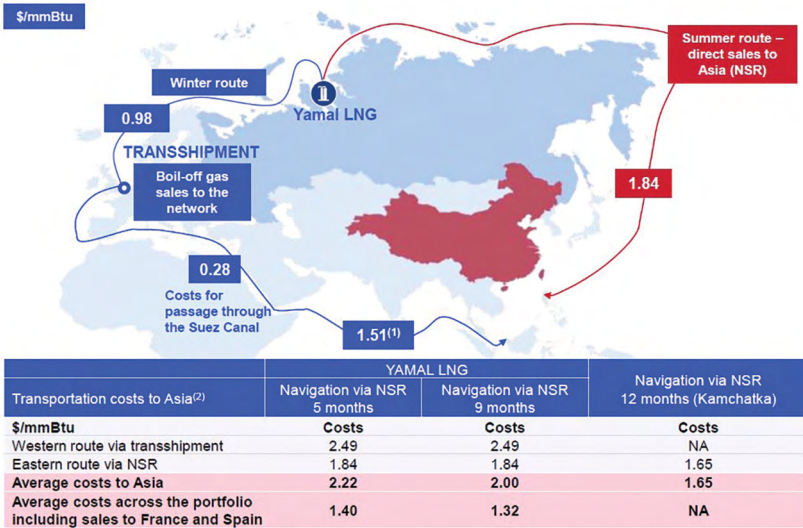 $/mmBtu
Summer route –
direct sales to
Asia (NSR)
Winter route
Yamal LNG
0.98
TRANSSHIPMENT
Boil-off gas
sales to the
network
1.84
0.28
Costs for
passage through
the Suez Canal
1.51(1)
YAMAL LNG
Transportation costs to Asia(2)
Navigation via NSR
5 months
Navigation via NSR
9 months
Navigation via NSR
12 months (Kamchatka)
$/mmBtu Costs Costs Costs
Western route via transshipment 2.49 2.49 NA
Eastern route via NSR 1.84 1.84 1.65
Average costs to Asia 2.22 2.00 1.65
Average costs across the portfolio
including sales to France and Spain 1.40 1.32 NA